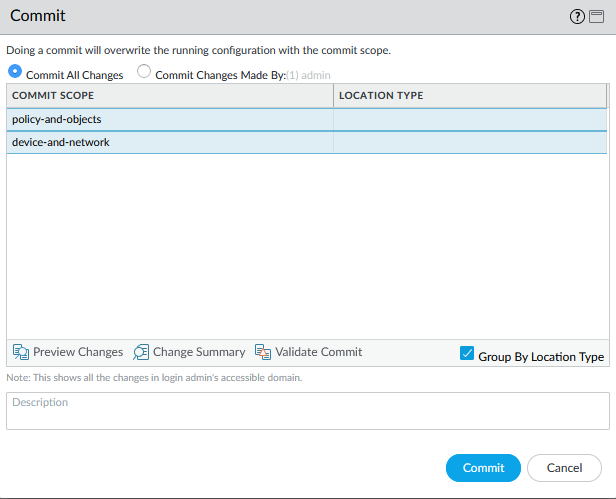 Commit
Doing a commit will overwrite the running configuration with the commit scope.
Commit All Changes Commit Changes Made By:(1) admin
COMMIT SCOPE LOCATION TYPE
policy-and-objects
device-and-network
Preview Changes Change Summary Validate Commit Group By Location Type
Note: This shows all the changes in login admin's accessible domain.
Description
Commit Cancel